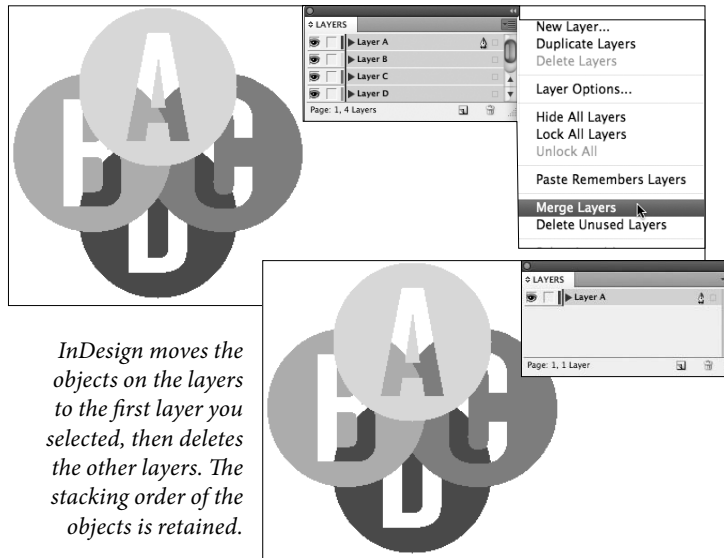 A
B
C
D
LAYERS
Layer A
Layer B
Layer C
Layer D
Page: 1, 4 Layers
New Layer...
Duplicate Layers
Delete Layers
Layer Options...
Hide All Layers
Lock All Layers
Unlock All
Paste Remembers Layers
Merge Layers
Delete Unused Layers
A
B
C
D
LAYERS
Layer A
Page: 1, 1 Layer
InDesign moves the
objects on the layers
to the first layer you
selected, then deletes
the other layers. The
stacking order of the
objects is retained.